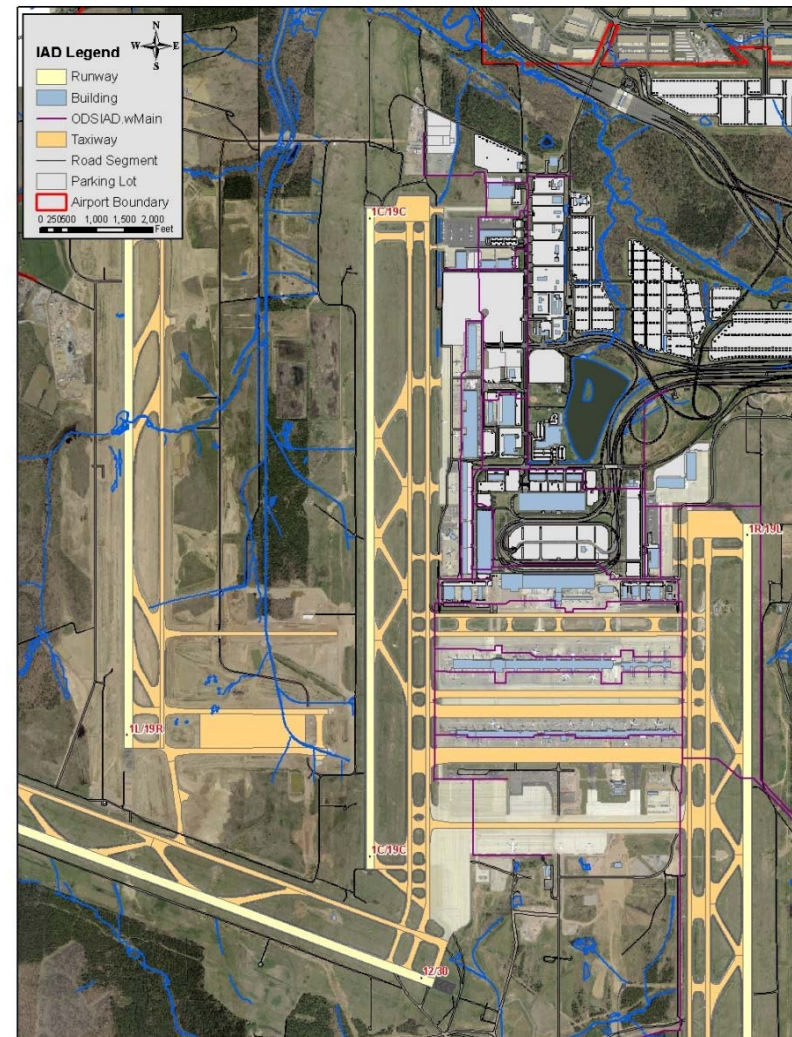 IAD Legend
N
W E
S
Runway
Building
ODSIAD.wMain
Taxiway
Road Segment
Parking Lot
Airport Boundary
0 250500 1,000 1,500 2,000
Feet
1C/19C
1R/19L
1L/19R
1C/19C
12/30